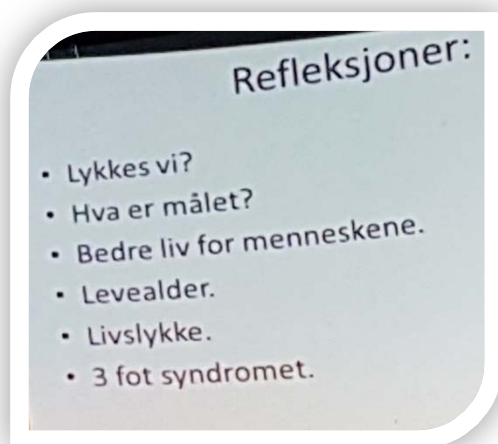 Refleksjoner:
• Lykkes vi?
• Hva er målet?
• Bedre liv for menneskene.
• Levealder.
• Livslykke.
• 3 fot syndromet.